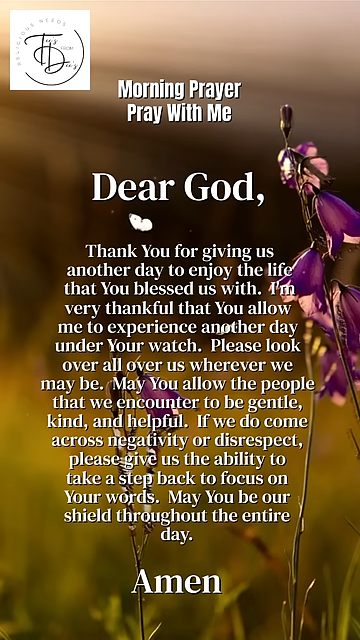 RELIGIOUS NEEDS
FROM
Morning Prayer
Pray With Me
Dear God,
Thank You for giving us
another day to enjoy the life
that You blessed us with.  I'm
very thankful that You allow
me to experience another day
under Your watch.  Please look
over all over us wherever we
may be.  May You allow the people
that we encounter to be gentle,
kind, and helpful.  If we do come
across negativity or disrespect,
please give us the ability to
take a step back to focus on
Your words.  May You be our
shield throughout the entire
day.
Amen